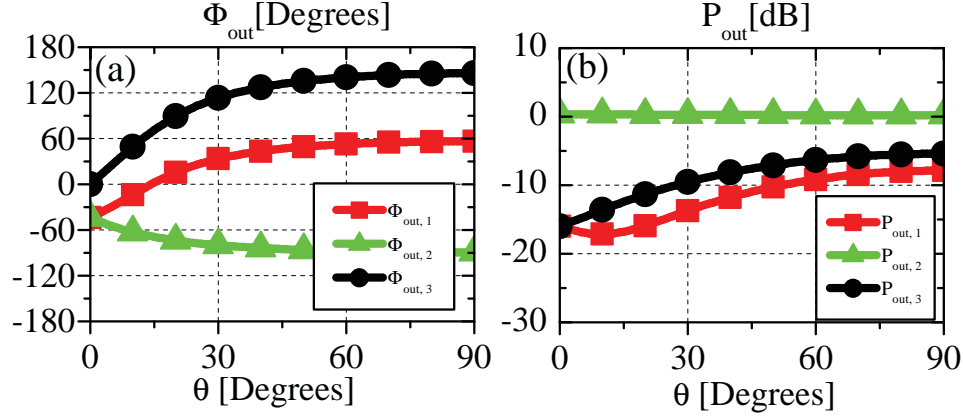 Φout[Degrees]
Pout[dB]
180
120
60
0
-60
-120
-180
(a)
Φout, 1
Φout, 2
Φout, 3
0 30 60 90
θ [Degrees]
10
0
-10
-20
-30
(b)
Pout, 1
Pout, 2
Pout, 3
0 30 60 90
θ [Degrees]